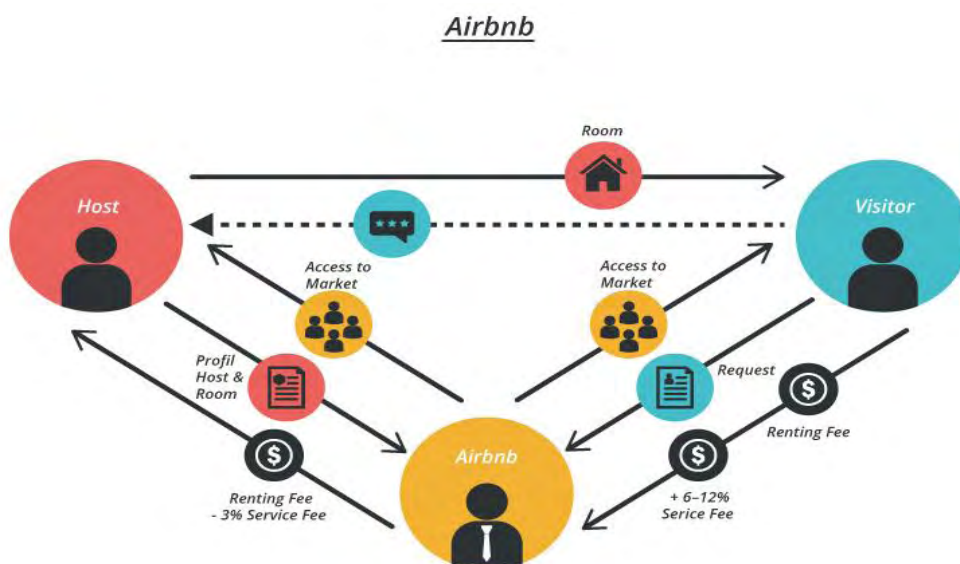 Airbnb
Room
Host
Visitor
Access to
Market
Access to
Market
Profil
Host &
Room
Request
$
Renting Fee
Airbnb
$
$
Renting Fee
- 3% Service Fee
+ 6–12%
Serice Fee